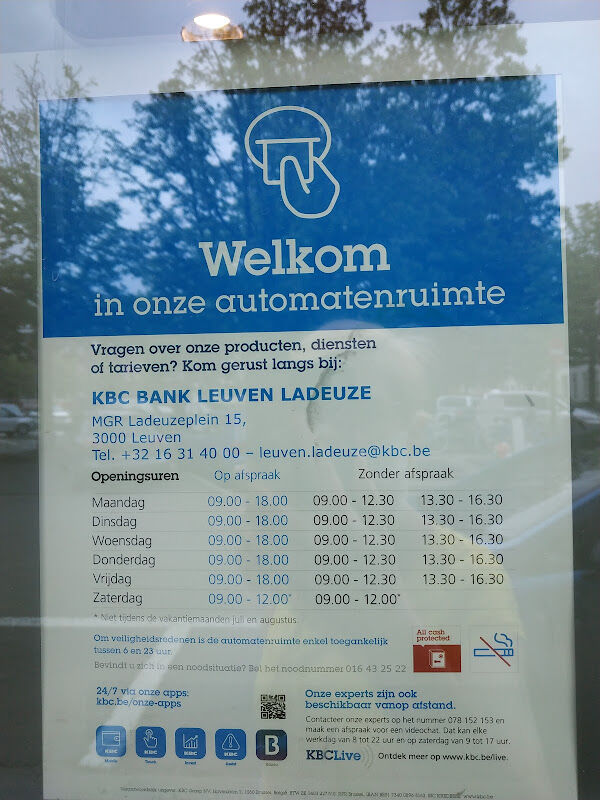 Welkom
in onze automatenruimte
Vragen over onze producten, diensten
of tarieven? Kom gerust langs bij:
KBC BANK LEUVEN LADEUZE
MGR Ladeuzeplein 15,
3000 Leuven
Tel. +32 16 31 40 00 – leuven.ladeuze@kbc.be
Openingsuren Op afspraak Zonder afspraak
Maandag 09.00 - 18.00 09.00 - 12.30 13.30 - 16.30
Dinsdag 09.00 - 18.00 09.00 - 12.30 13.30 - 16.30
Woensdag 09.00 - 18.00 09.00 - 12.30 13.30 - 16.30
Donderdag 09.00 - 18.00 09.00 - 12.30 13.30 - 16.30
Vrijdag 09.00 - 18.00 09.00 - 12.30 13.30 - 16.30
Zaterdag 09.00 - 12.00* 09.00 - 12.00*
* Niet tijdens de vakantiemaanden juli en augustus.
Om veiligheidsredenen is de automatenruimte enkel toegankelijk
tussen 6 en 23 uur.
Bevindt u zich in een noodsituatie? Bel het noodnummer 016 43 25 22
All cash
protected
24/7 via onze apps:
kbc.be/onze-apps
KBC KBC KBC KBC B
Mobile Touch Invest Assist
Onze experts zijn ook
beschikbaar vanop afstand.
Contacteer onze experts op het nummer 078 152 153 en
maak een afspraak voor een videochat. Dat kan elke
werkdag van 8 tot 22 uur en op zaterdag van 9 tot 17 uur.
KBCLive Ontdek meer op www.kbc.be/live.